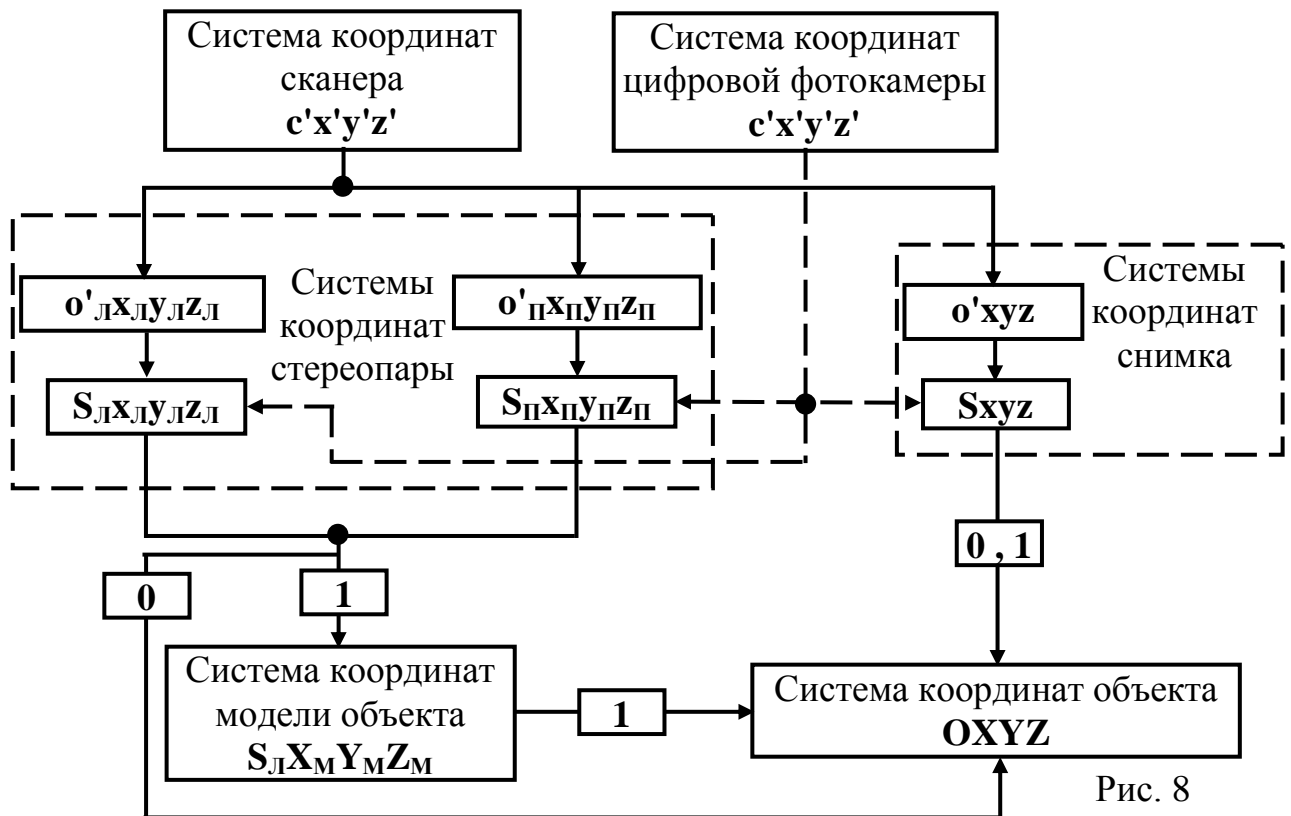 Система координат
сканера
c'x'y'z'
Система координат
цифровой фотокамеры
c'x'y'z'
o'ЛxЛyЛzЛ
Системы
координат
стереопары
o'ПxПyПzП
SЛxЛyЛzЛ
SПxПyПzП
o'xyz
Системы
координат
снимка
Sxyz
0
1
0 , 1
Система координат
модели объекта
SЛXМYМZМ
1
Система координат объекта
OXYZ
Рис. 8